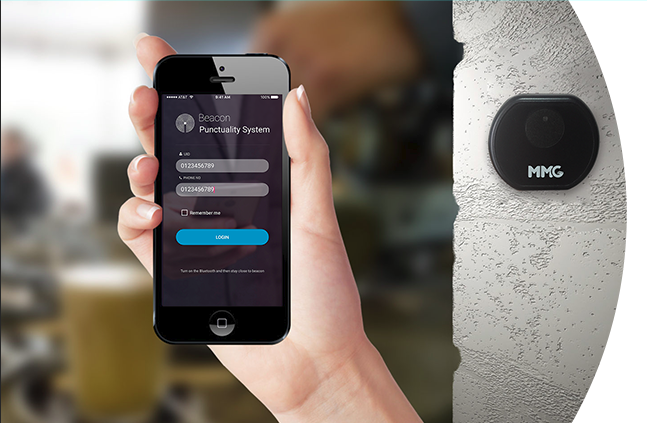 AT&T
9:41 AM
100%
Beacon
Punctuality System
UID
0123456789
PHONE NO
0123456789
Remember me
LOGIN
Turn on the Bluetooth and then stay close to beacon
MMG